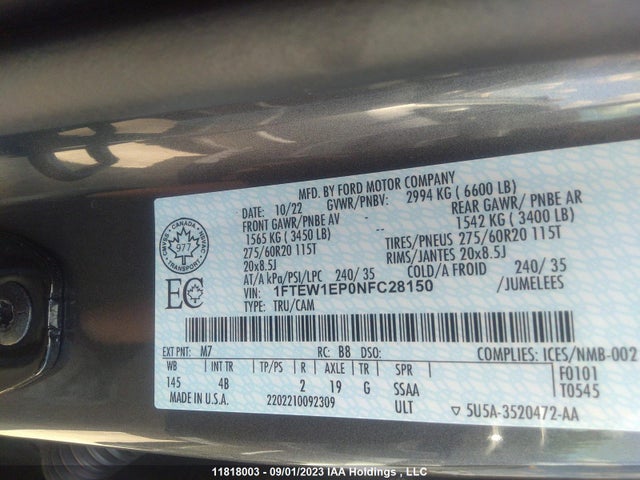 MFD. BY FORD MOTOR COMPANY
10/22 GVWR/PNBV: 2994 KG ( 6600 LB)
FRONT GAWR/PNBE AV -- REAR GAWR/ PNBE AR
1565 KG ( 3450 LB) 1542 KG ( 3400 LB)
275/60R20 115T TIRES/PNEUS 275/60R20 115T
20x8.5J RIMS/JANTES 20x8.5J
AT/A kPa/PSI/LPC 240/ 35 COLD/A FROID 240/ 35
VIN: 1FTEW1EP0NFC28150 /JUMELEES
TYPE: TRU/CAM
CANADA
977
TRANSPORT
EC
EXT PNT: M7 RC: B8 DSO: COMPLIES: ICES/NMB-002
WB INT TR TP/PS R AXLE TR SPR F0101
145 4B 2 19 G SSAA T0545
MADE IN U.S.A. 2202210092309 ULT 5U5A-3520472-AA
11818003 - 09/01/2023 IAA Holdings , LLC